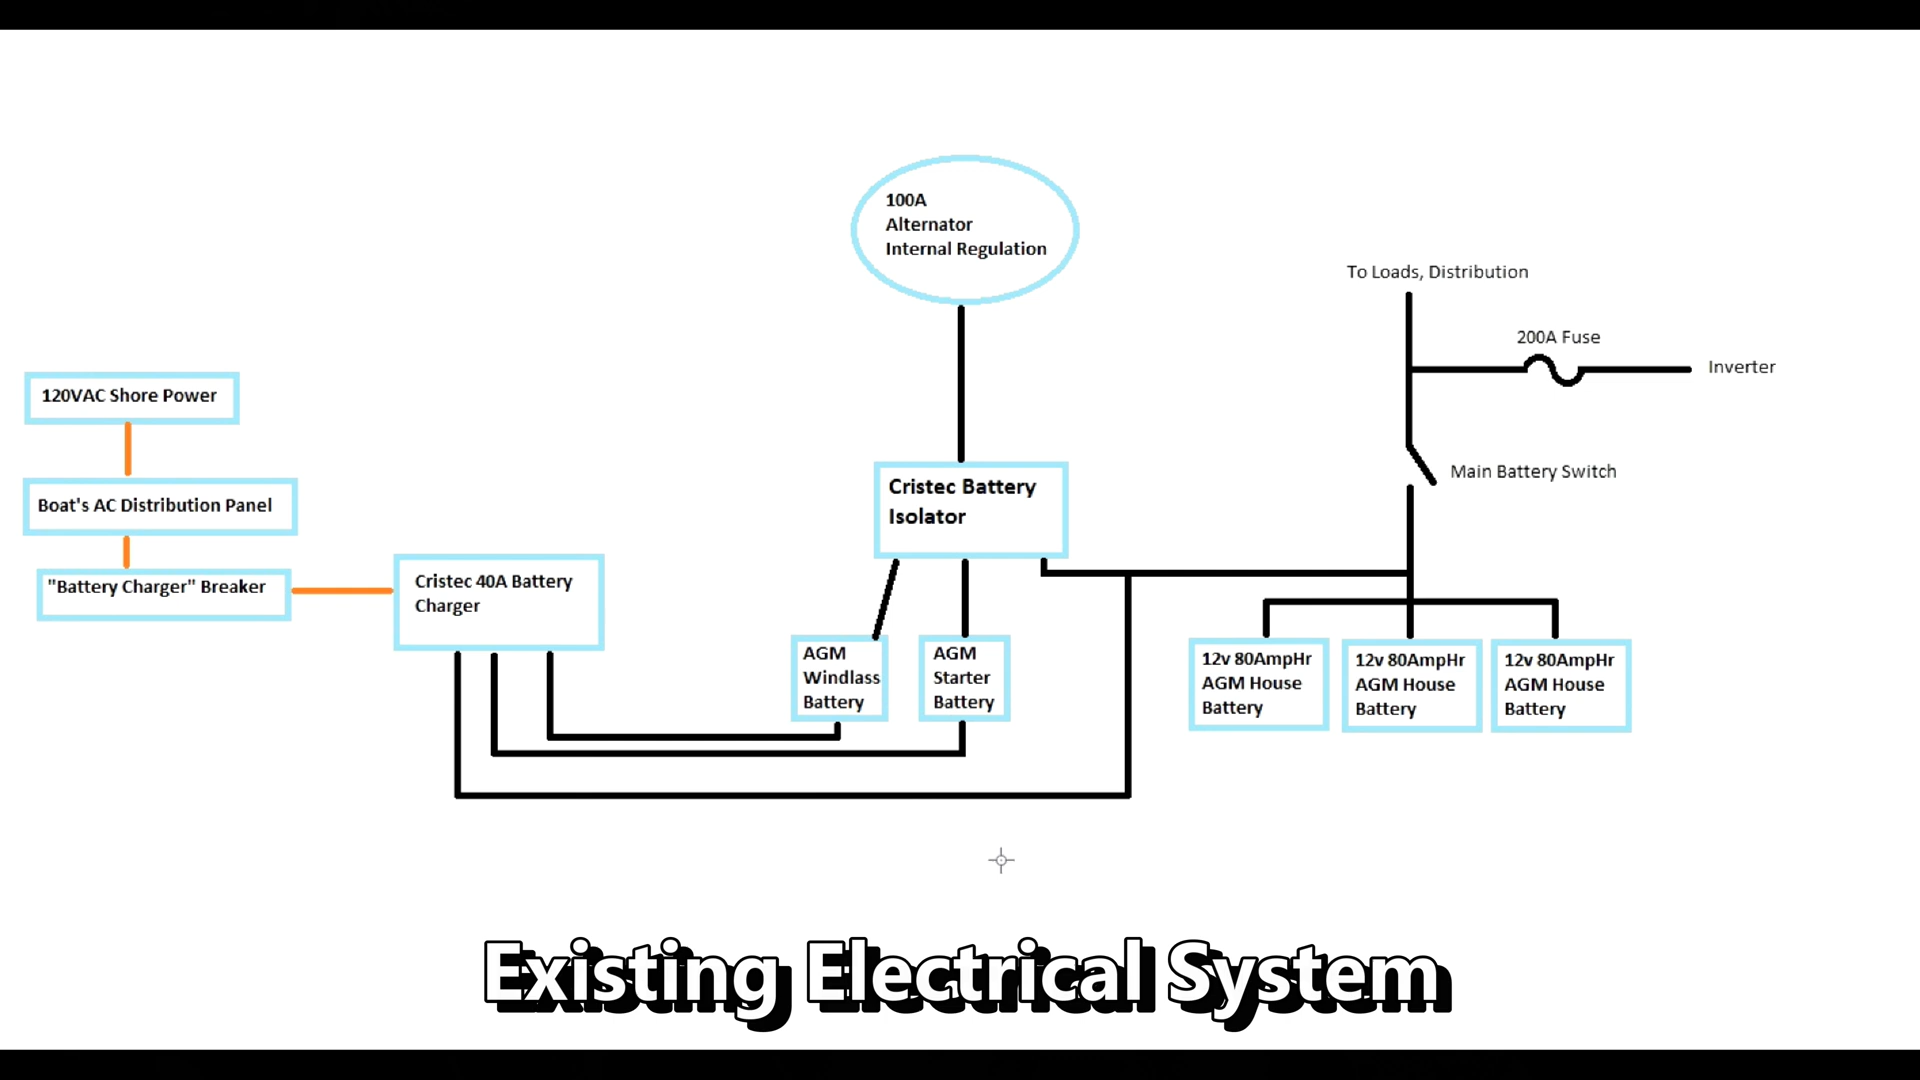 100A
Alternator
Internal Regulation
To Loads, Distribution
200A Fuse
Inverter
120VAC Shore Power
Main Battery Switch
Cristec Battery
Isolator
Boat's AC Distribution Panel
"Battery Charger" Breaker
Cristec 40A Battery
Charger
AGM
Windlass
Battery
AGM
Starter
Battery
12v 80AmpHr
AGM House
Battery
12v 80AmpHr
AGM House
Battery
12v 80AmpHr
AGM House
Battery
Existing Electrical System